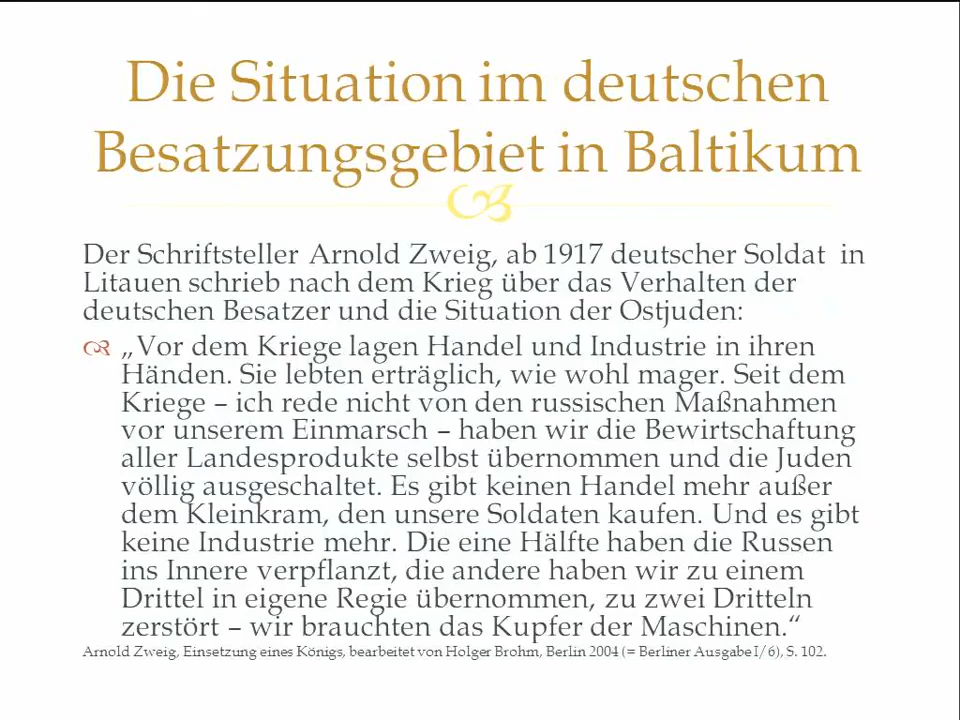 Die Situation im deutschen
Besatzungsgebiet in Baltikum
Der Schriftsteller Arnold Zweig, ab 1917 deutscher Soldat in
Litauen schrieb nach dem Krieg über das Verhalten der
deutschen Besatzer und die Situation der Ostjuden:
„Vor dem Kriege lagen Handel und Industrie in ihren
Händen. Sie lebten erträglich, wie wohl mager. Seit dem
Kriege – ich rede nicht von den russischen Maßnahmen
vor unserem Einmarsch – haben wir die Bewirtschaftung
aller Landesprodukte selbst übernommen und die Juden
völlig ausgeschaltet. Es gibt keinen Handel mehr außer
dem Kleinkram, den unsere Soldaten kaufen. Und es gibt
keine Industrie mehr. Die eine Hälfte haben die Russen
ins Innere verpflanzt, die andere haben wir zu einem
Drittel in eigene Regie übernommen, zu zwei Dritteln
zerstört – wir brauchten das Kupfer der Maschinen.“
Arnold Zweig, Einsetzung eines Königs, bearbeitet von Holger Brohm, Berlin 2004 (= Berliner Ausgabe I/6), S. 102.